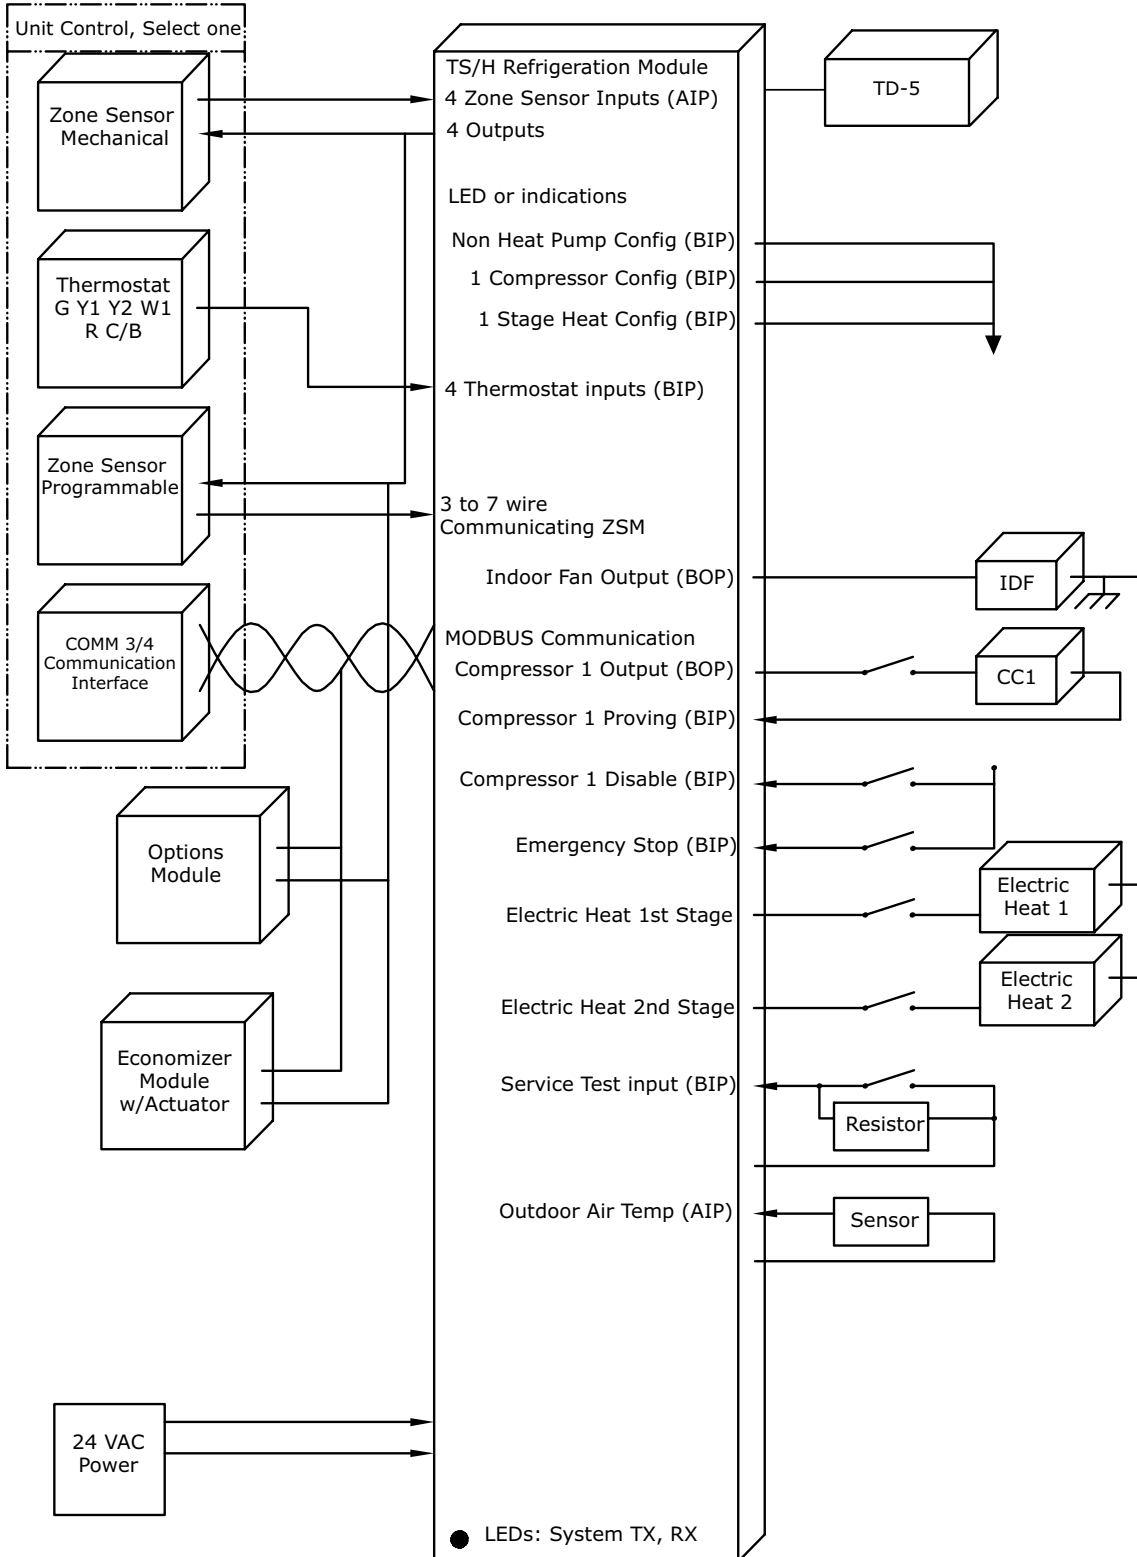 Unit Control, Select one
Zone Sensor
Mechanical
Thermostat
G Y1 Y2 W1
R C/B
Zone Sensor
Programmable
COMM 3/4
Communication
Interface
Options
Module
Economizer
Module
w/Actuator
24 VAC
Power
TS/H Refrigeration Module
4 Zone Sensor Inputs (AIP)
4 Outputs
LED or indications
Non Heat Pump Config (BIP)
1 Compressor Config (BIP)
1 Stage Heat Config (BIP)
4 Thermostat inputs (BIP)
3 to 7 wire
Communicating ZSM
Indoor Fan Output (BOP)
MODBUS Communication
Compressor 1 Output (BOP)
Compressor 1 Proving (BIP)
Compressor 1 Disable (BIP)
Emergency Stop (BIP)
Electric Heat 1st Stage
Electric Heat 2nd Stage
Service Test input (BIP)
Outdoor Air Temp (AIP)
LEDs: System TX, RX
TD-5
IDF
CC1
Electric
Heat 1
Electric
Heat 2
Resistor
Sensor